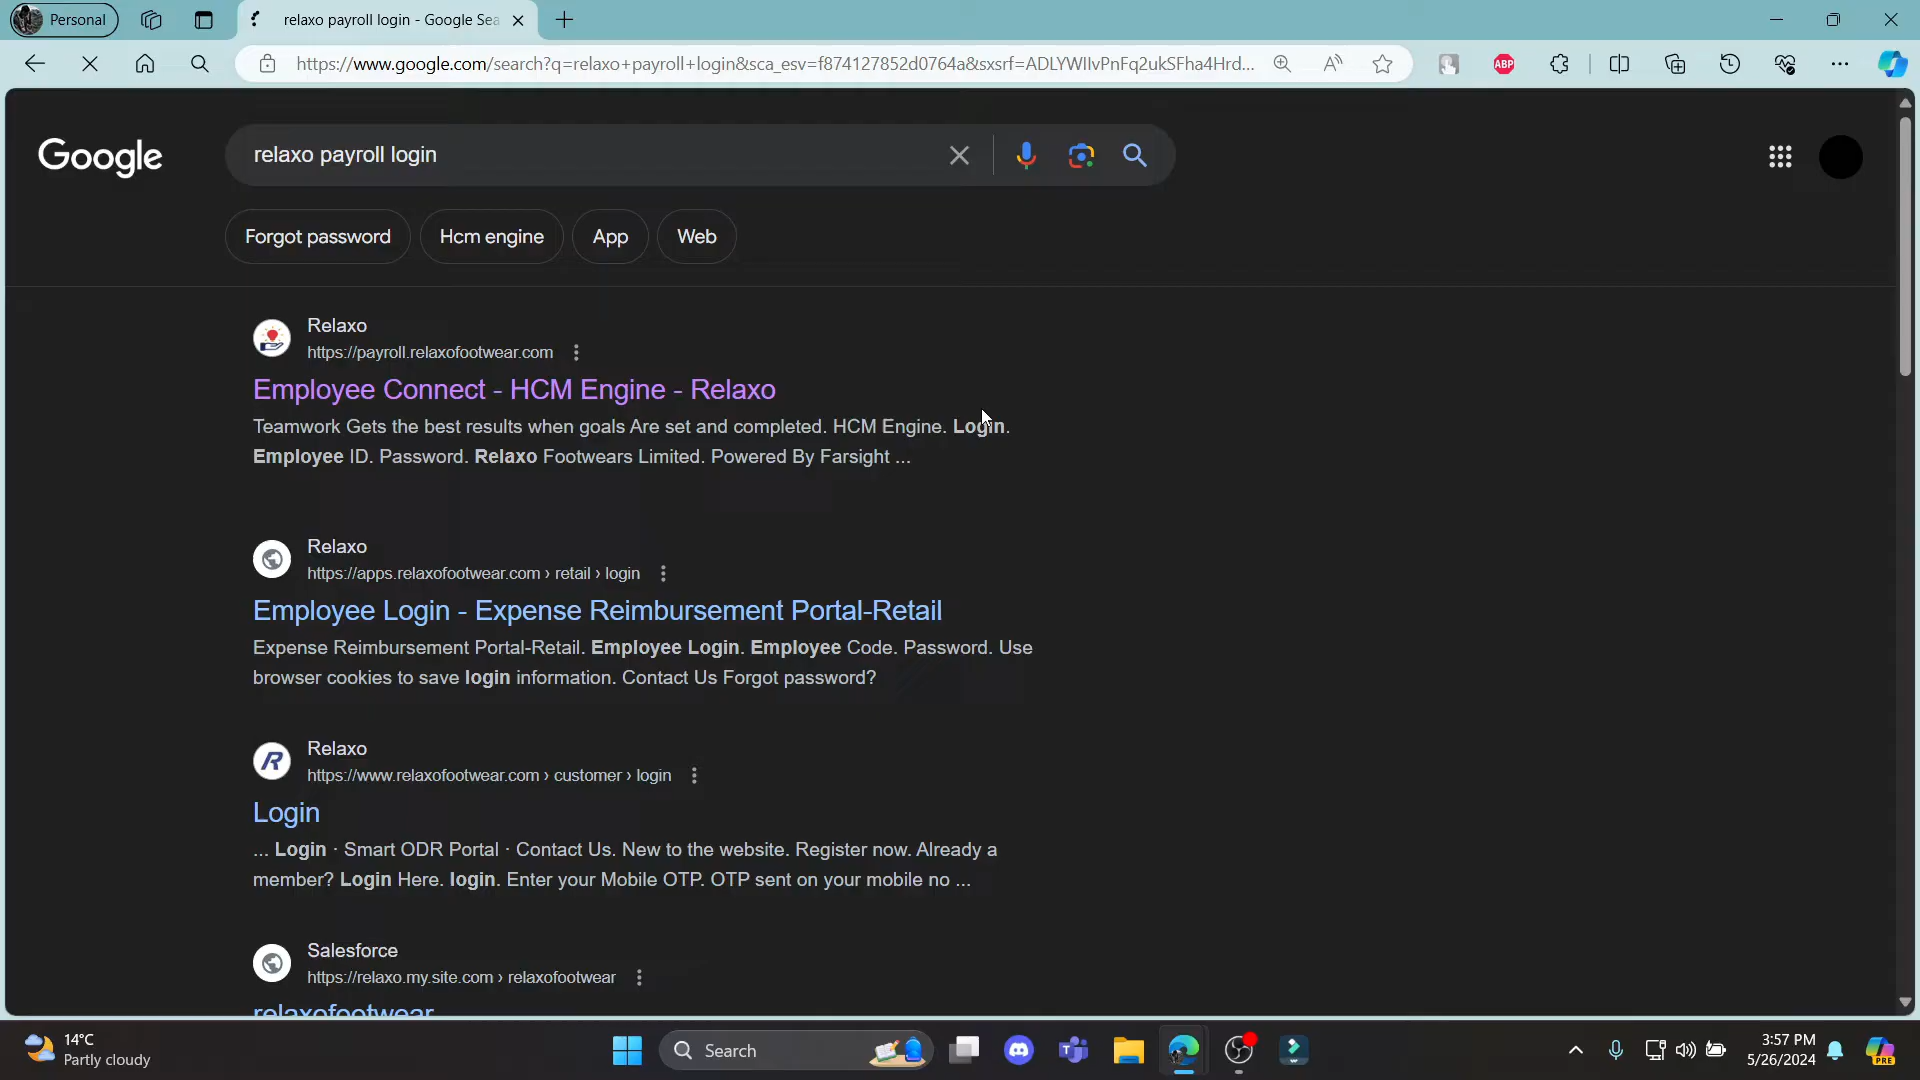 Personal
relaxo payroll login - Google Sea
https://www.google.com/search?q=relaxo+payroll+login&sca_esv=f874127852d0764a&sxsrf=ADLYWIIvPnFq2ukSFha4Hrd...
ABP
Google
relaxo payroll login
Forgot password
Hcm engine
App
Web
Relaxo
https://payroll.relaxofootwear.com
Employee Connect - HCM Engine - Relaxo
Teamwork Gets the best results when goals Are set and completed. HCM Engine. Login.
Employee ID. Password. Relaxo Footwears Limited. Powered By Farsight ...
Relaxo
https://apps.relaxofootwear.com › retail › login
Employee Login - Expense Reimbursement Portal-Retail
Expense Reimbursement Portal-Retail. Employee Login. Employee Code. Password. Use
browser cookies to save login information. Contact Us Forgot password?
R
Relaxo
https://www.relaxofootwear.com › customer › login
Login
... Login · Smart ODR Portal · Contact Us. New to the website. Register now. Already a
member? Login Here. login. Enter your Mobile OTP. OTP sent on your mobile no ...
Salesforce
https://relaxo.my.site.com › relaxofootwear
relaxofootwear
14°C
Partly cloudy
Search
3:57 PM
5/26/2024
PRE